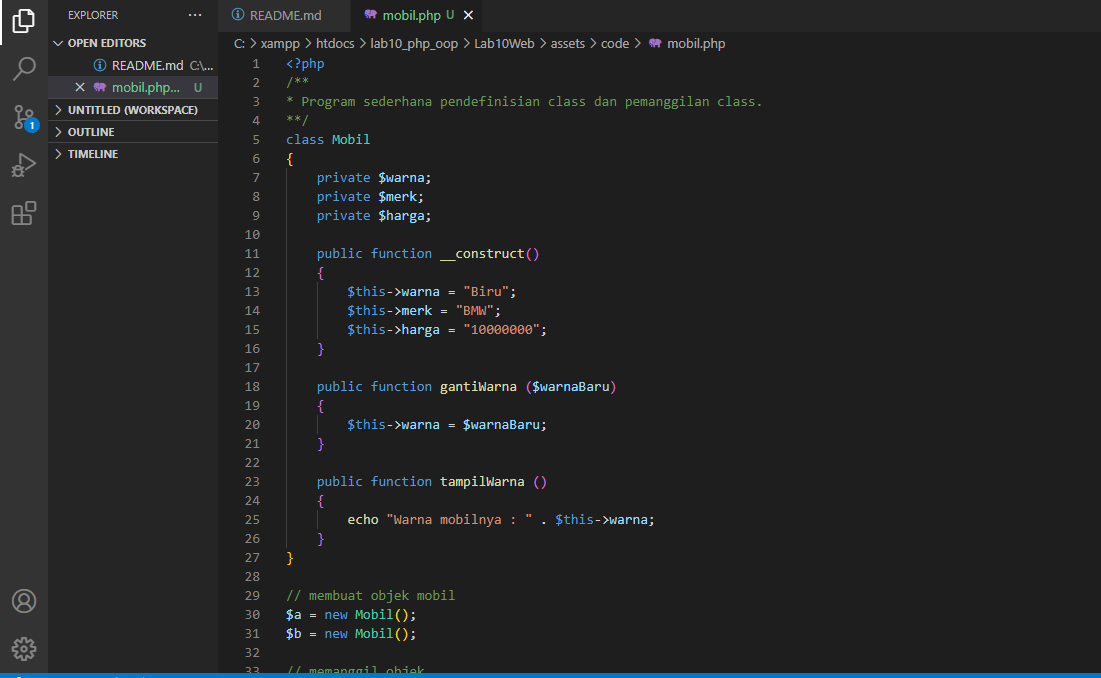 EXPLORER ···
OPEN EDITORS
README.md C:\...
mobil.php... U
UNTITLED (WORKSPACE)
OUTLINE
TIMELINE
1
README.md
mobil.php U
C: > xampp > htdocs > lab10_php_oop > Lab10Web > assets > code > mobil.php
1 <?php
2 /**
3 * Program sederhana pendefinisian class dan pemanggilan class.
4 **/
5 class Mobil
6 {
7     private $warna;
8     private $merk;
9     private $harga;
10
11     public function __construct()
12     {
13         $this->warna = "Biru";
14         $this->merk = "BMW";
15         $this->harga = "10000000";
16     }
17
18     public function gantiWarna ($warnaBaru)
19     {
20         $this->warna = $warnaBaru;
21     }
22
23     public function tampilWarna ()
24     {
25         echo "Warna mobilnya : " . $this->warna;
26     }
27 }
28
29 // membuat objek mobil
30 $a = new Mobil();
31 $b = new Mobil();
32
33 // memanggil objek